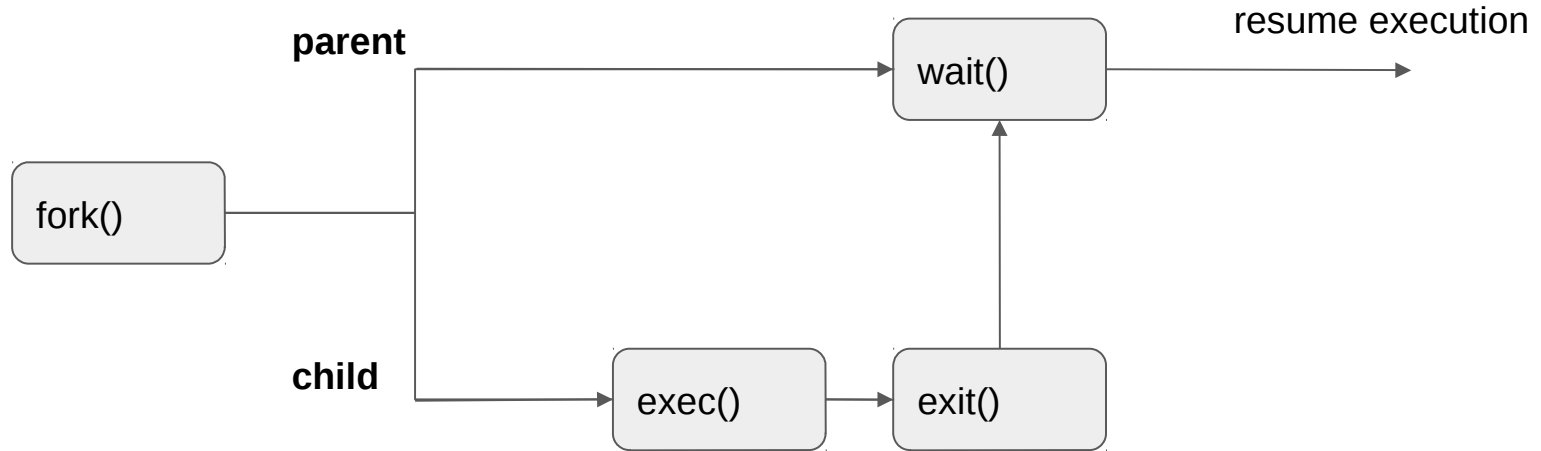 parent
resume execution
wait()
fork()
child
exec()
exit()